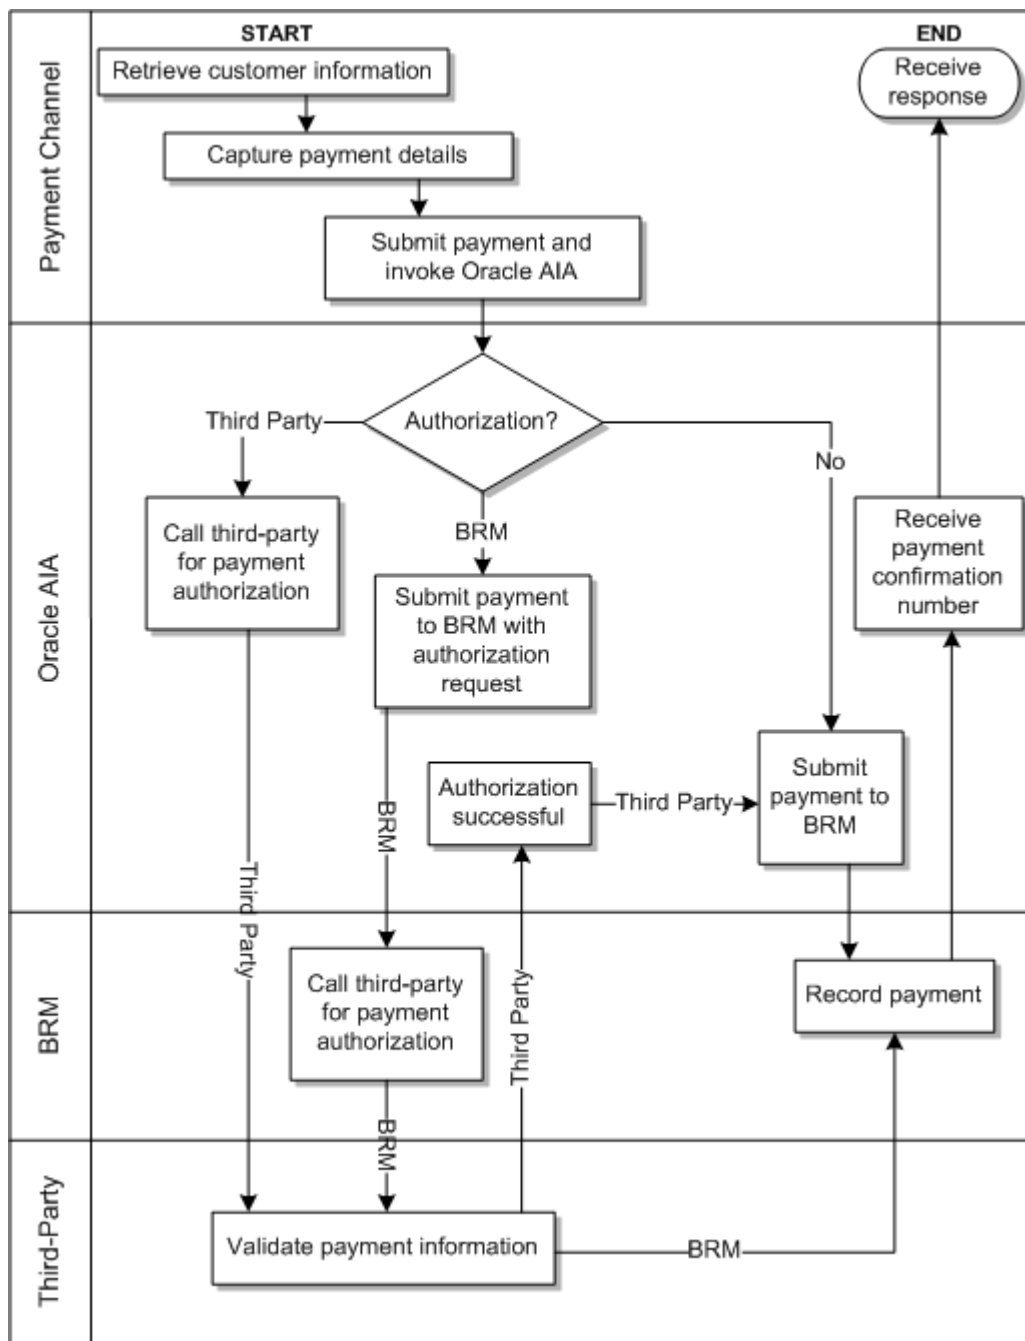 START
END
Payment Channel
Retrieve customer information
Receive
response
Capture payment details
Submit payment and
invoke Oracle AIA
Oracle AIA
Third Party
Authorization?
No
BRM
Call third-party
for payment
authorization
Receive
payment
confirmation
number
Submit payment
to BRM with
authorization
request
Authorization
successful
Third Party
Submit
payment to
BRM
BRM
Third Party
Third Party
BRM
Call third-party
for payment
authorization
Record payment
BRM
Third-Party
Validate payment information
BRM